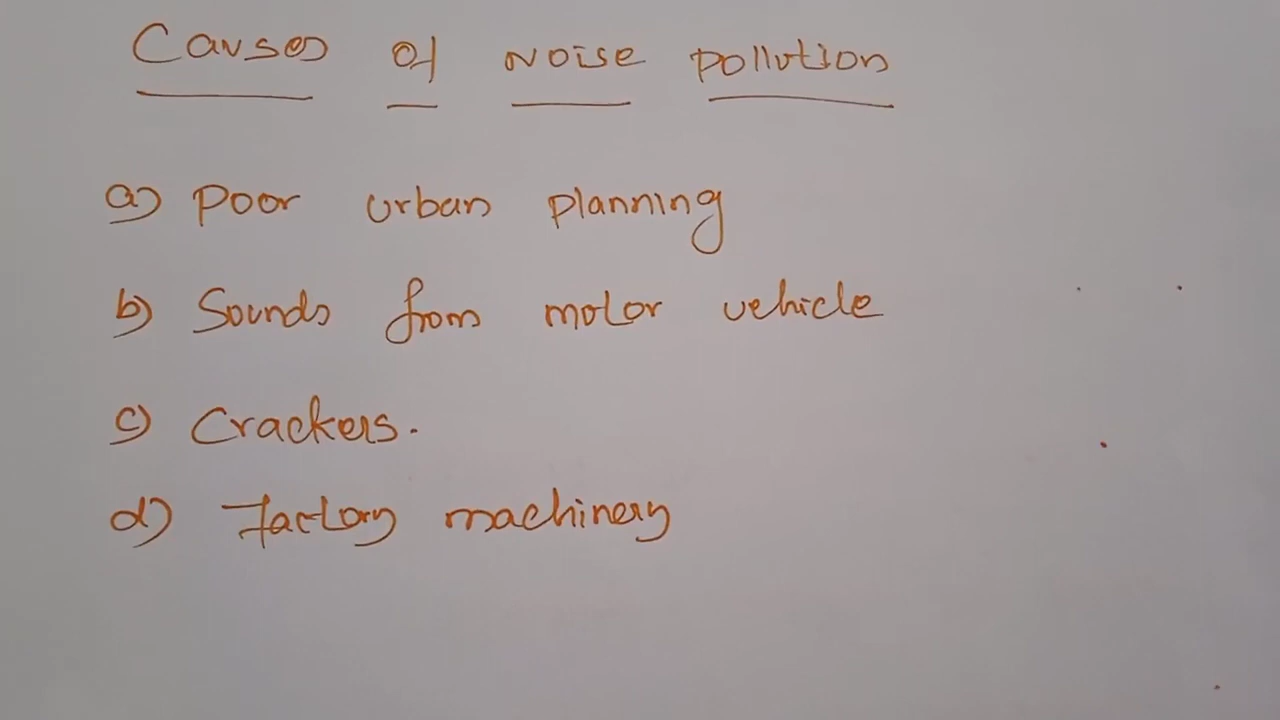 Causes of Noise Pollution
a) Poor urban planning
b) Sounds from motor vehicle
c) Crackers.
d) Factory machinery